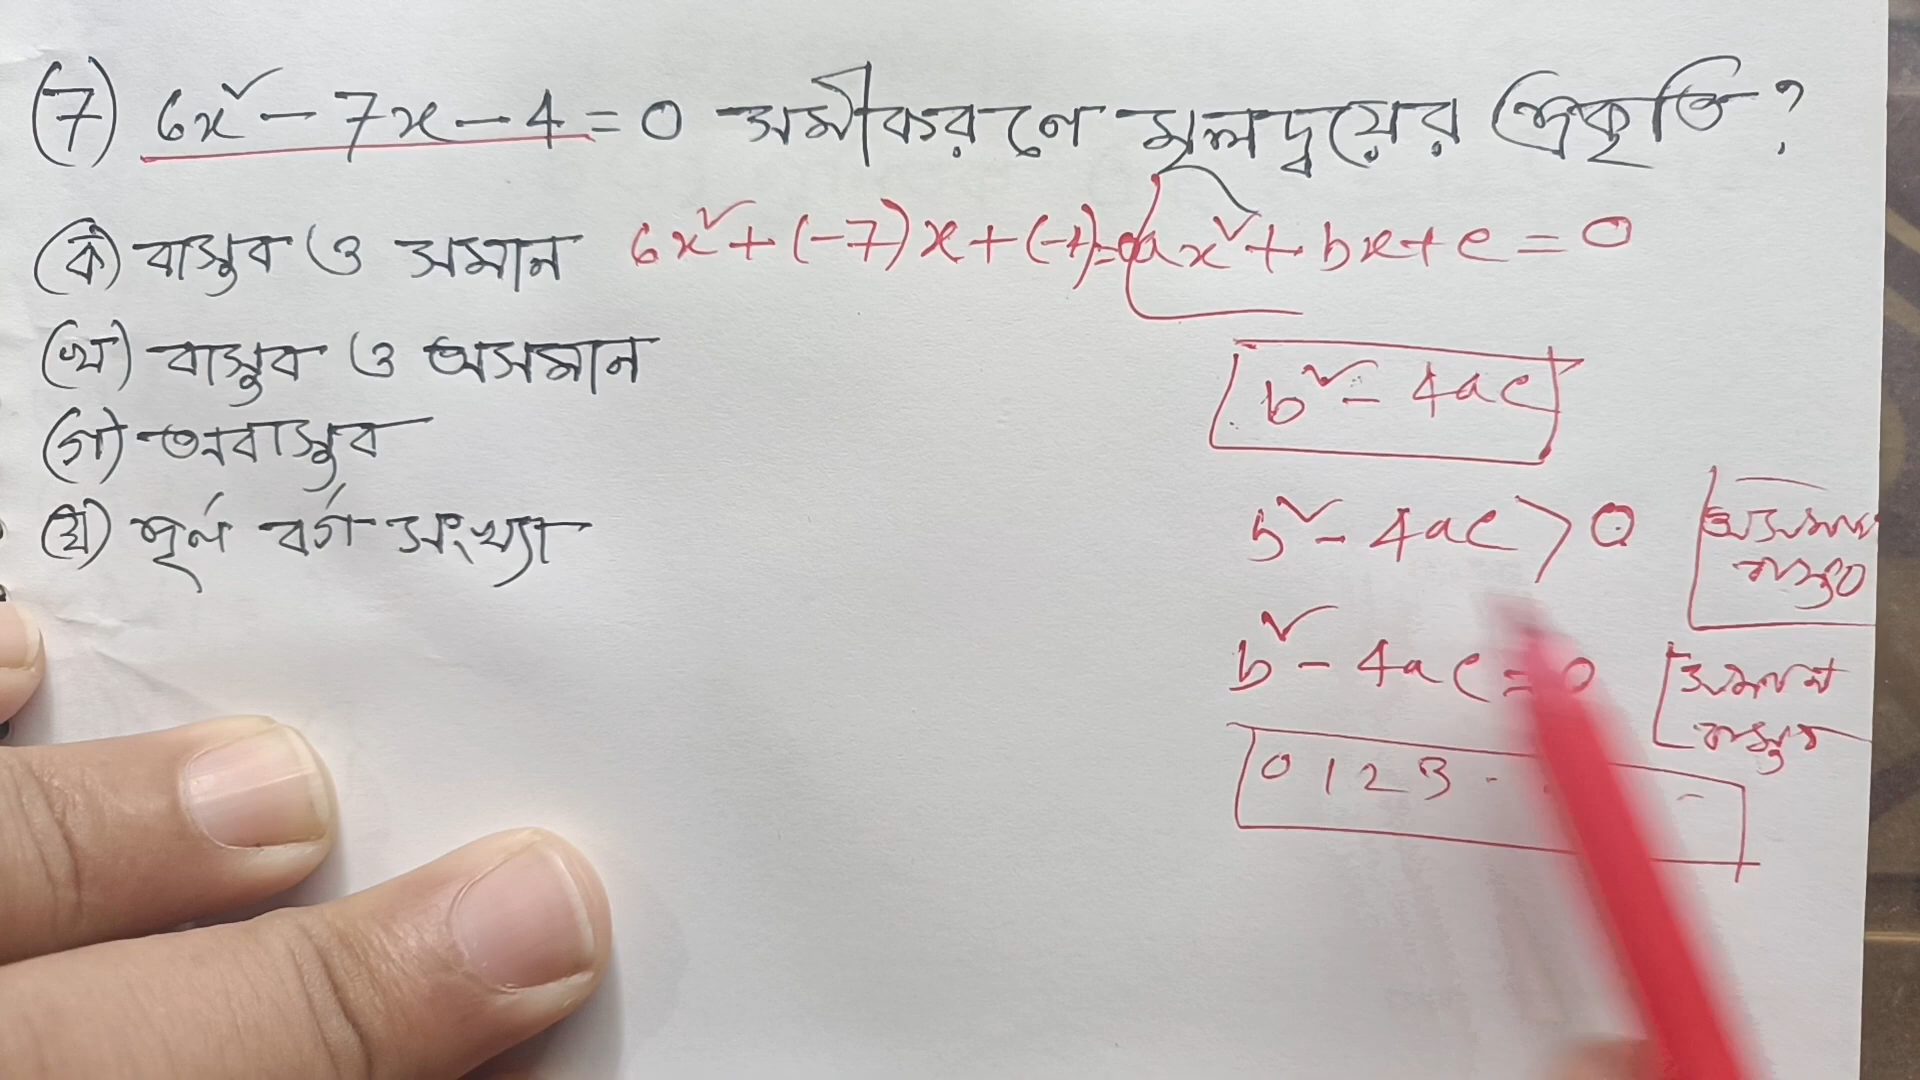 (7) 6x² - 7x - 4 = 0 সমীকরণে মূলদ্বয়ের প্রকৃতি ?
(ক) বাস্তব ও সমান
6x² + (-7)x + (-4) = 0
ax² + bx + c = 0
(খ) বাস্তব ও অসমান
(গ) অবাস্তব
(ঘ) পূর্ণ বর্গ সংখ্যা
b² - 4ac
b² - 4ac > 0
অসমান
বাস্তব
b² - 4ac = 0
সমান
বাস্তব
0 1 2 3 -